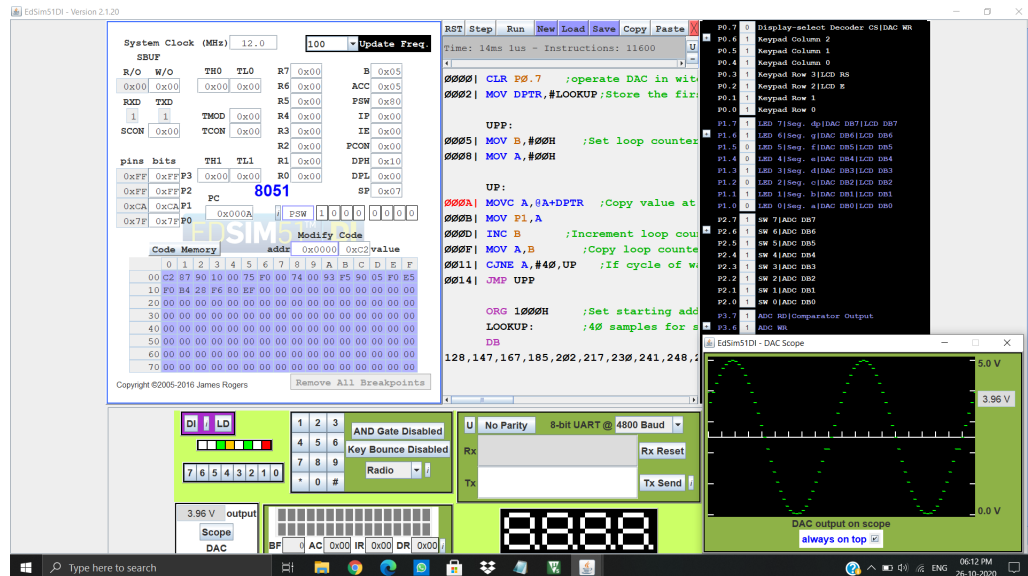 EdSim51DI - Version 2.1.20
System Clock (MHz) 12.0 100 Update Freq.
SBUF
R/O W/O TH0 TL0 R7 0x00 B 0x05
0x00 0x00 0x00 0x00 R6 0x00 ACC 0x05
RXD TXD R5 0x00 PSW 0x80
1 1 TMOD 0x00 R4 0x00 IP 0x00
SCON 0x00 TCON 0x00 R3 0x00 IE 0x00
R2 0x00 PCON 0x00
pins bits TH1 TL1 R1 0x00 DPH 0x10
0xFF 0xFF P3 0x00 0x00 R0 0x00 DPL 0x00
0xFF 0xFF P2 8051 SP 0x07
0xCA 0xCA P1 PC
0x7F 0x7F P0 0x000A i PSW 1 0 0 0 0 0 0 0
EDSIM51 DI
Modify Code
Code Memory addr 0x0000 0xC2 value
0 1 2 3 4 5 6 7 8 9 A B C D E F
00 C2 87 90 10 00 75 F0 00 74 00 93 F5 90 05 F0 E5
10 F0 B4 28 F6 80 EF 00 00 00 00 00 00 00 00 00 00
20 00 00 00 00 00 00 00 00 00 00 00 00 00 00 00 00
30 00 00 00 00 00 00 00 00 00 00 00 00 00 00 00 00
40 00 00 00 00 00 00 00 00 00 00 00 00 00 00 00 00
50 00 00 00 00 00 00 00 00 00 00 00 00 00 00 00 00
60 00 00 00 00 00 00 00 00 00 00 00 00 00 00 00 00
70 00 00 00 00 00 00 00 00 00 00 00 00 00 00 00 00
Copyright ©2005-2016 James Rogers Remove All Breakpoints
RST Step Run New Load Save Copy Paste X
Time: 14ms 1us - Instructions: 11600 U
0000| CLR P0.7 ;operate DAC in wit
0002| MOV DPTR,#LOOKUP ;Store the fir
UPP:
0005| MOV B,#00H ;Set loop counter
0008| MOV A,#00H
UP:
000A| MOVC A,@A+DPTR ;Copy value at
000B| MOV P1,A
000D| INC B ;Increment loop cou
000F| MOV A,B ;Copy loop counte
0011| CJNE A,#40,UP ;If cycle of wa
0014| JMP UPP
ORG 1000H ;Set starting add
LOOKUP: ;40 samples for s
DB
128,147,167,185,202,217,230,241,248,2
P0.7 0 Display-select Decoder CS|DAC WR
P0.6 1 Keypad Column 2
P0.5 1 Keypad Column 1
P0.4 1 Keypad Column 0
P0.3 1 Keypad Row 3|LCD RS
P0.2 1 Keypad Row 2|LCD E
P0.1 1 Keypad Row 1
P0.0 1 Keypad Row 0
P1.7 1 LED 7|Seg. dp|DAC DB7|LCD DB7
P1.6 1 LED 6|Seg. g|DAC DB6|LCD DB6
P1.5 0 LED 5|Seg. f|DAC DB5|LCD DB5
P1.4 0 LED 4|Seg. e|DAC DB4|LCD DB4
P1.3 1 LED 3|Seg. d|DAC DB3|LCD DB3
P1.2 0 LED 2|Seg. c|DAC DB2|LCD DB2
P1.1 1 LED 1|Seg. b|DAC DB1|LCD DB1
P1.0 0 LED 0|Seg. a|DAC DB0|LCD DB0
P2.7 1 SW 7|ADC DB7
P2.6 1 SW 6|ADC DB6
P2.5 1 SW 5|ADC DB5
P2.4 1 SW 4|ADC DB4
P2.3 1 SW 3|ADC DB3
P2.2 1 SW 2|ADC DB2
P2.1 1 SW 1|ADC DB1
P2.0 1 SW 0|ADC DB0
P3.7 1 ADC RD|Comparator Output
P3.6 1 ADC WR
EdSim51DI - DAC Scope
5.0 V
3.96 V
0.0 V
DAC output on scope
always on top
DI i LD
7 6 5 4 3 2 1 0
1 2 3
4 5 6
7 8 9
* 0 #
AND Gate Disabled
Key Bounce Disabled
Radio i
U No Parity 8-bit UART @ 4800 Baud
Rx Rx Reset
Tx Tx Send i
3.96 V output
Scope
DAC
BF 0 AC 0x00 IR 0x00 DR 0x00 i
8.8.8.8.
Type here to search
ENG
06:12 PM
26-10-2020